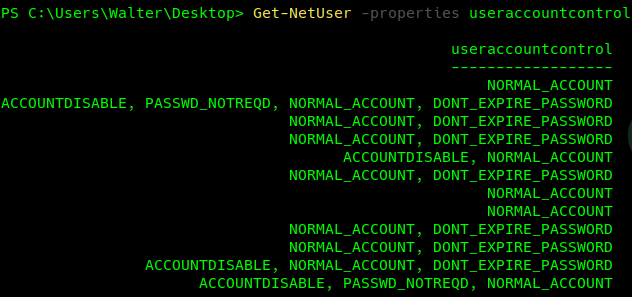 PS C:\Users\Walter\Desktop> Get-NetUser -properties useraccountcontrol
useraccountcontrol
------------------
NORMAL_ACCOUNT
ACCOUNTDISABLE, PASSWD_NOTREQD, NORMAL_ACCOUNT, DONT_EXPIRE_PASSWORD
NORMAL_ACCOUNT, DONT_EXPIRE_PASSWORD
NORMAL_ACCOUNT, DONT_EXPIRE_PASSWORD
ACCOUNTDISABLE, NORMAL_ACCOUNT
NORMAL_ACCOUNT, DONT_EXPIRE_PASSWORD
NORMAL_ACCOUNT
NORMAL_ACCOUNT
NORMAL_ACCOUNT, DONT_EXPIRE_PASSWORD
NORMAL_ACCOUNT, DONT_EXPIRE_PASSWORD
ACCOUNTDISABLE, NORMAL_ACCOUNT, DONT_EXPIRE_PASSWORD
ACCOUNTDISABLE, PASSWD_NOTREQD, NORMAL_ACCOUNT